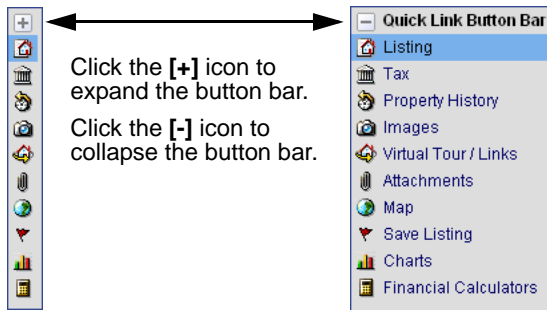 Click the [+] icon to
expand the button bar.
Click the [-] icon to
collapse the button bar.
Quick Link Button Bar
Listing
Tax
Property History
Images
Virtual Tour / Links
Attachments
Map
Save Listing
Charts
Financial Calculators